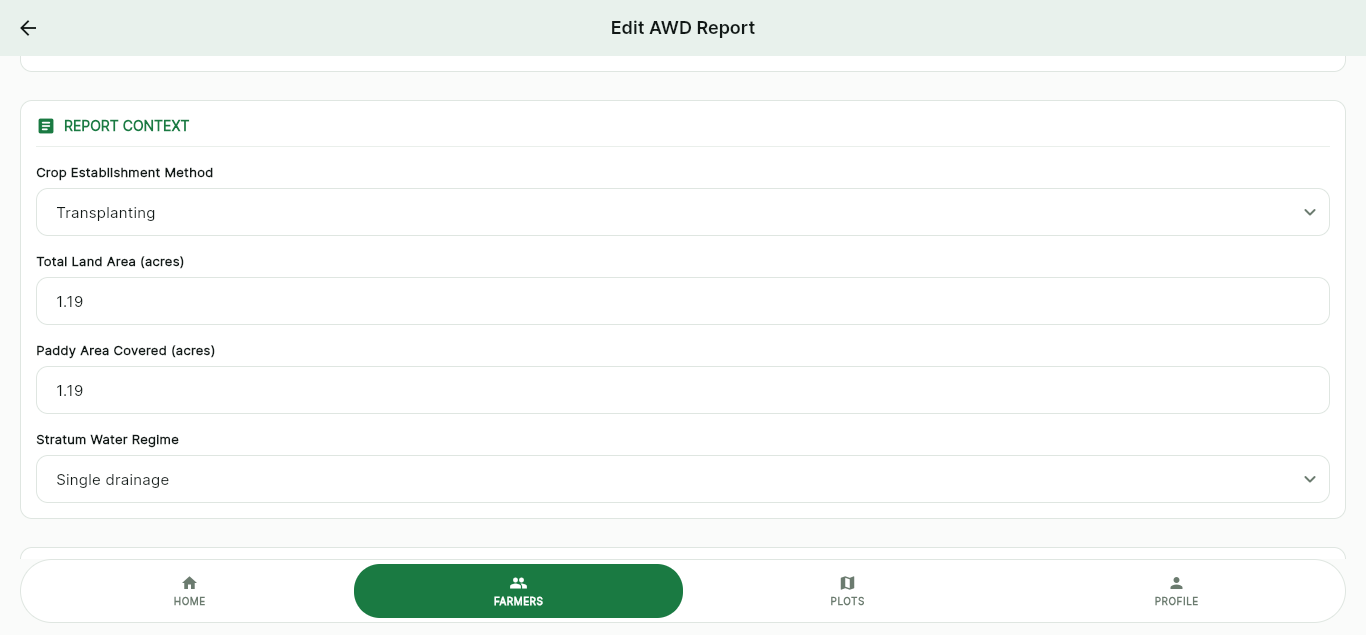 Edit AWD Report
REPORT CONTEXT
Crop Establishment Method
Transplanting
Total Land Area (acres)
1.19
Paddy Area Covered (acres)
1.19
Stratum Water Regime
Single drainage
HOME
FARMERS
PLOTS
PROFILE